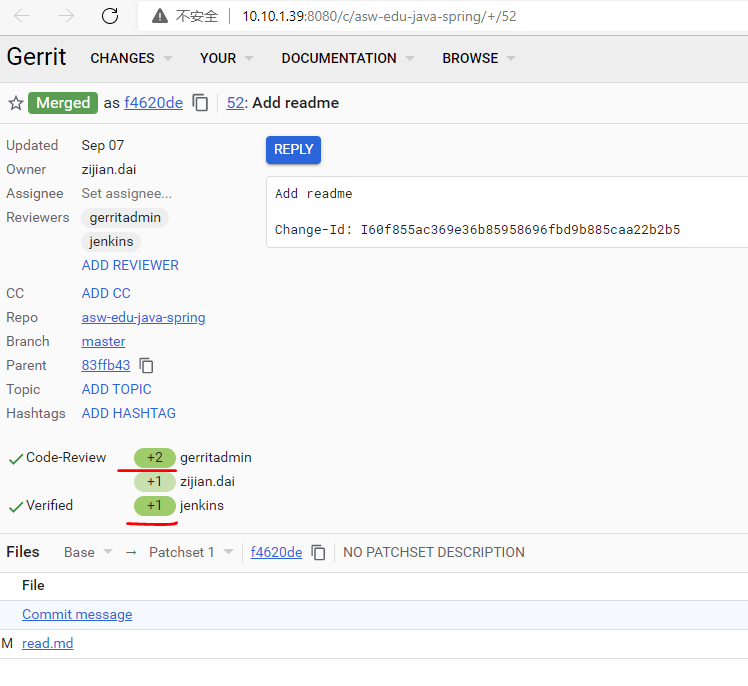 不安全 10.10.1.39:8080/c/asw-edu-java-spring/+/52
Gerrit CHANGES YOUR DOCUMENTATION BROWSE
Merged as f4620de 52: Add readme
Updated Sep 07
Owner zijian.dai
Assignee Set assignee...
Reviewers gerritadmin
jenkins
ADD REVIEWER
CC ADD CC
Repo asw-edu-java-spring
Branch master
Parent 83ffb43
Topic ADD TOPIC
Hashtags ADD HASHTAG
REPLY
Add readme
Change-Id: I60f855ac369e36b85958696fbd9b885caa22b2b5
Code-Review +2 gerritadmin
+1 zijian.dai
Verified +1 jenkins
Files Base → Patchset 1 f4620de NO PATCHSET DESCRIPTION
File
Commit message
M read.md